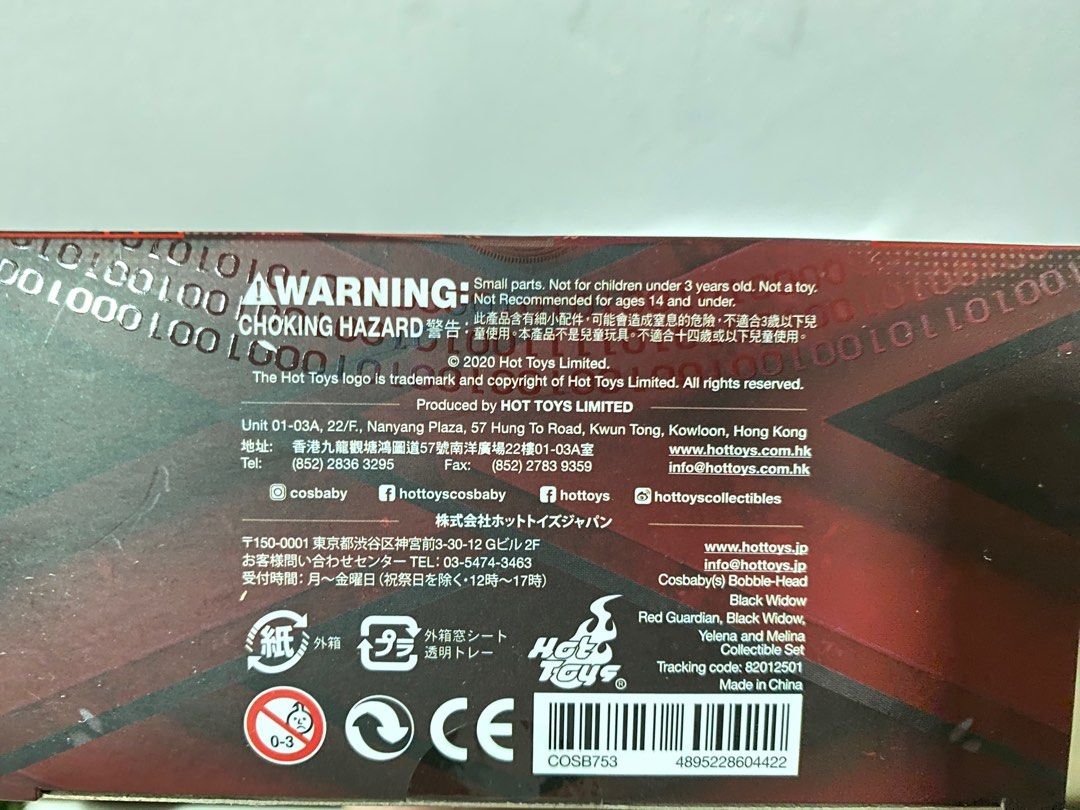 WARNING: Small parts. Not for children under 3 years old. Not a toy.
Not Recommended for ages 14 and under.
CHOKING HAZARD 警告: 此產品含有細小配件,可能會造成窒息的危險,不適合3歲以下兒
童使用。本產品不是兒童玩具。不適合十四歲或以下兒童使用。
© 2020 Hot Toys Limited.
The Hot Toys logo is trademark and copyright of Hot Toys Limited. All rights reserved.
Produced by HOT TOYS LIMITED
Unit 01-03A, 22/F., Nanyang Plaza, 57 Hung To Road, Kwun Tong, Kowloon, Hong Kong
地址: 香港九龍觀塘鴻圖道57號南洋廣場22樓01-03A室 www.hottoys.com.hk
Tel: (852) 2836 3295 Fax: (852) 2783 9359 info@hottoys.com.hk
cosbaby hottoyscosbaby hottoys hottoyscollectibles
株式会社ホットトイズジャパン
〒150-0001 東京都渋谷区神宮前3-30-12 Gビル2F www.hottoys.jp
お客様問い合わせセンター TEL: 03-5474-3463 info@hottoys.jp
受付時間: 月~金曜日(祝祭日を除く・12時~17時) Cosbaby(s) Bobble-Head
Black Widow
Red Guardian, Black Widow,
Yelena and Melina
Collectible Set
Tracking code: 82012501
Made in China
紙 外箱 プラ 外箱窓シート
透明トレー
Hot Toys®
0-3 CE
COSB753 4895228604422